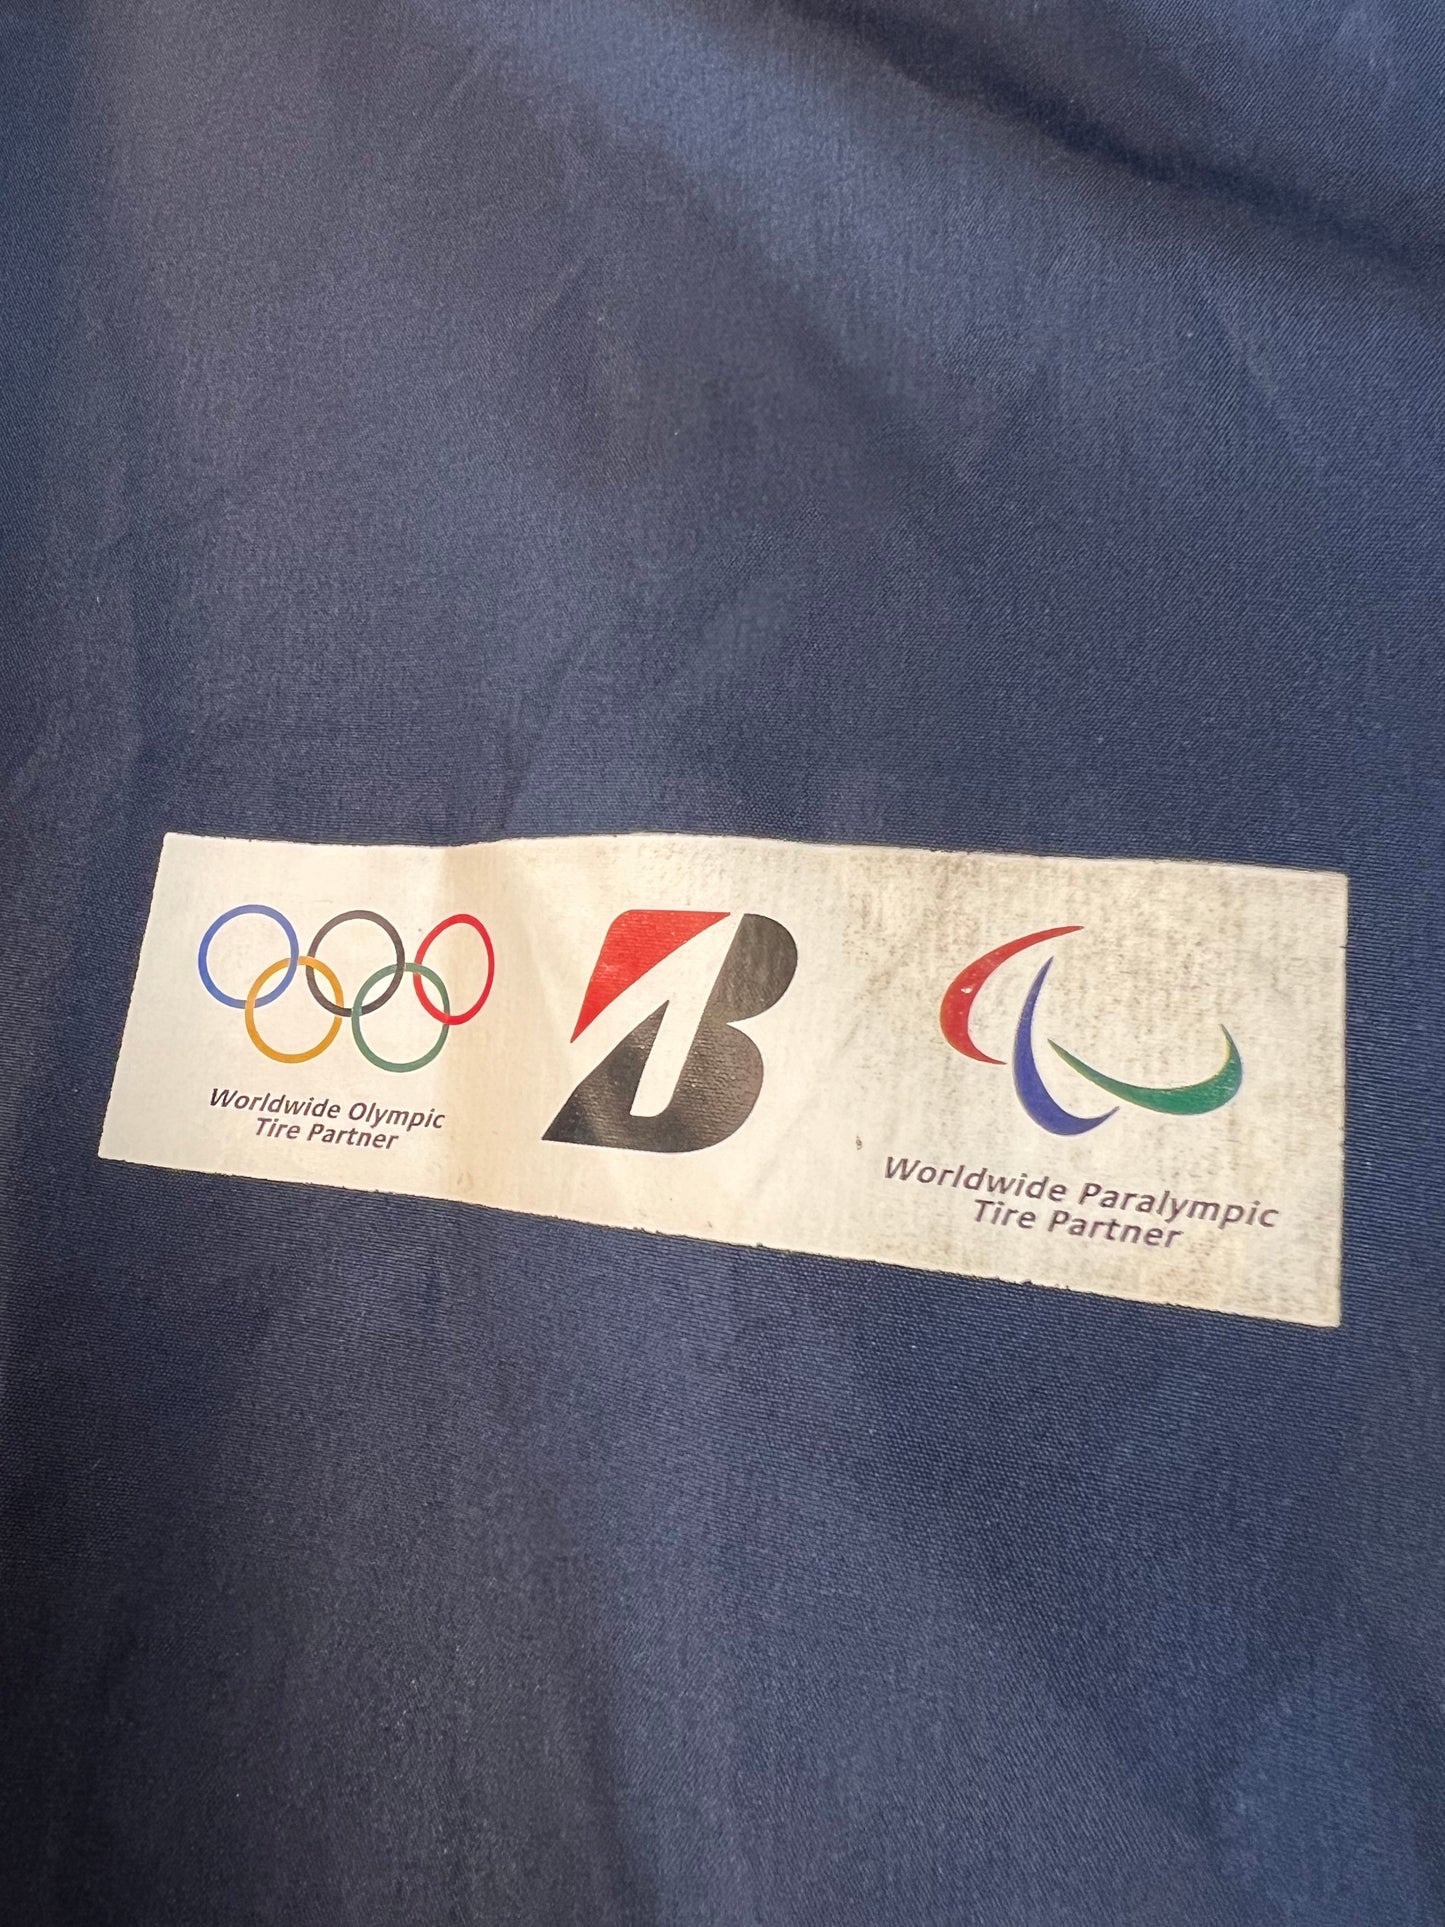 Worldwide Olympic
Tire Partner
B
Worldwide Paralympic
Tire Partner